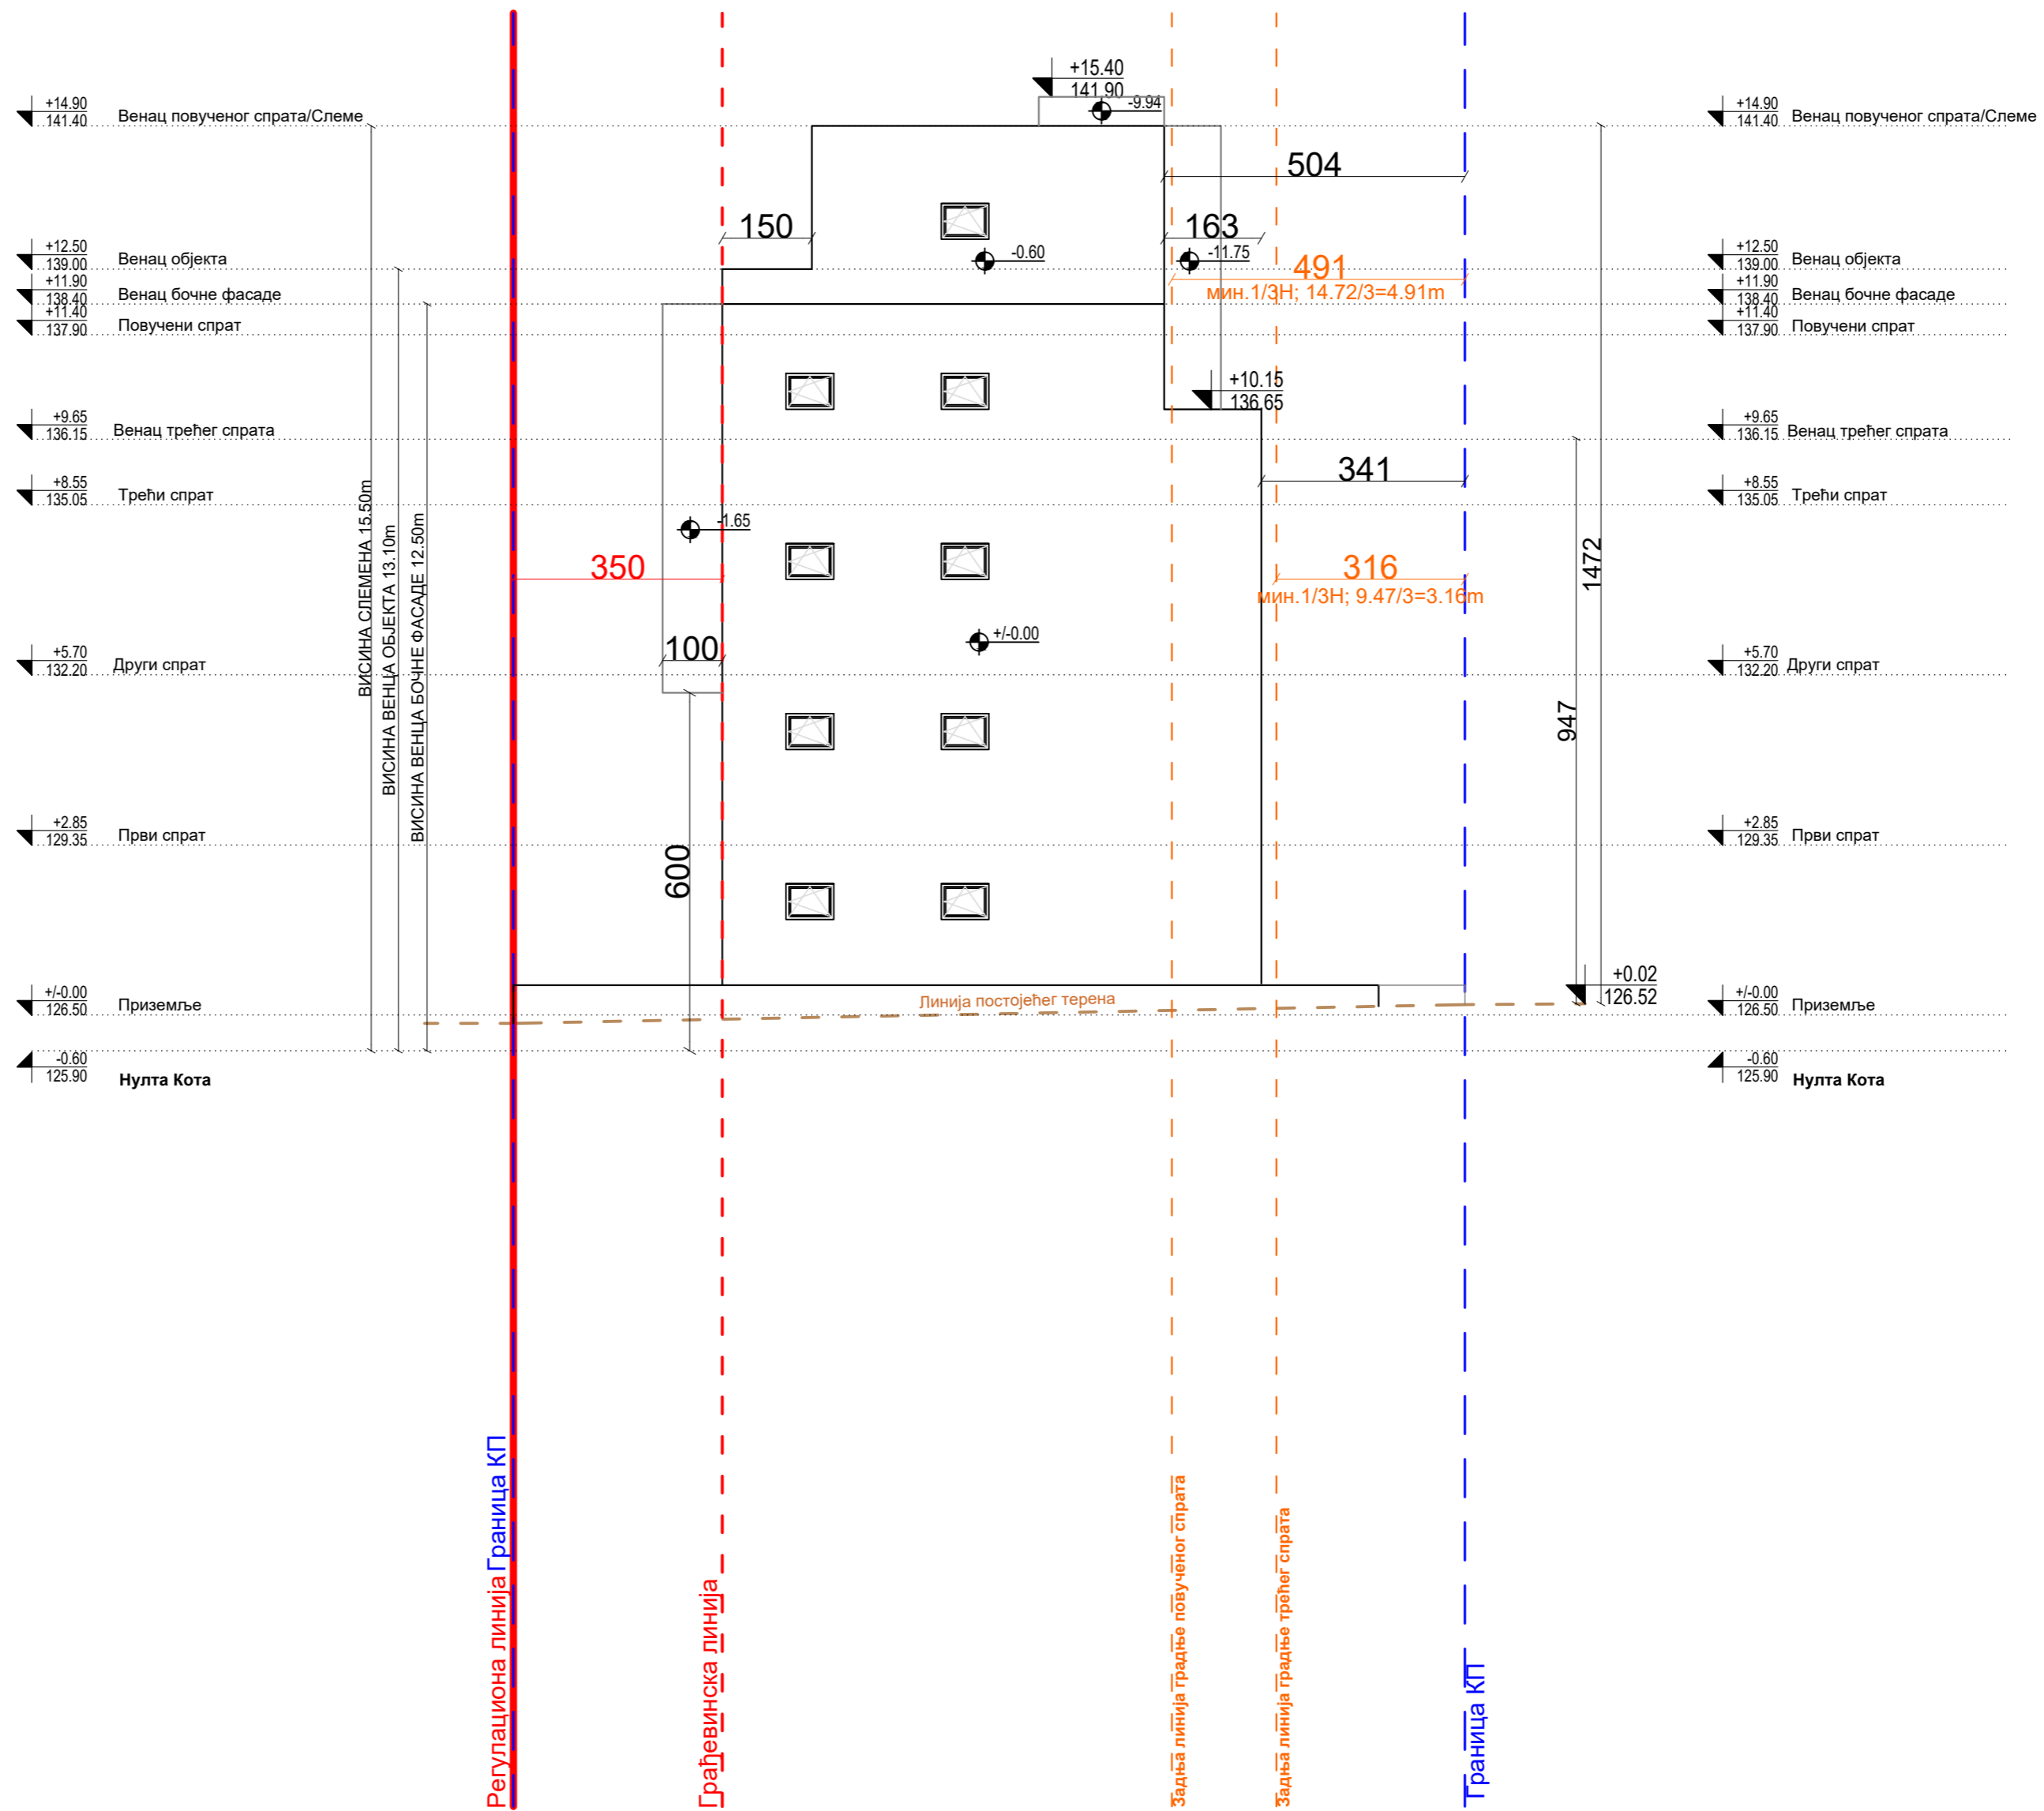 +15.40
141.90
-9.94
+14.90
141.40
Венац повученог спрата/Слеме
+14.90
141.40
Венац повученог спрата/Слеме
504
150
163
+12.50
139.00
Венац објекта
-0.60
-11.75
+12.50
139.00
Венац објекта
491
мин.1/3Н; 14.72/3=4.91m
+11.90
138.40
Венац бочне фасаде
+11.90
138.40
Венац бочне фасаде
+11.40
137.90
Повучени спрат
+11.40
137.90
Повучени спрат
+10.15
136.65
+9.65
136.15
Венац трећег спрата
+9.65
136.15
Венац трећег спрата
341
+8.55
135.05
Трећи спрат
+8.55
135.05
Трећи спрат
-1.65
ВИСИНА СЛЕМЕНА 15.50m
ВИСИНА ВЕНЦА ОБЈЕКТА 13.10m
ВИСИНА ВЕНЦА БОЧНЕ ФАСАДЕ 12.50m
350
316
мин.1/3Н; 9.47/3=3.16m
1472
+/-0.00
100
+5.70
132.20
Други спрат
+5.70
132.20
Други спрат
947
+2.85
129.35
Први спрат
+2.85
129.35
Први спрат
600
+0.02
126.52
+/-0.00
126.50
Приземље
Линија постојећег терена
+/-0.00
126.50
Приземље
-0.60
125.90
Нулта Кота
-0.60
125.90
Нулта Кота
Регулациона линија
Граница КП
Грађевинска линија
Задња линија градње повученог спрата
Задња линија градње трећег спрата
Граница КП